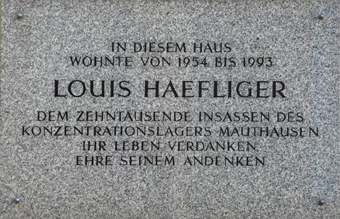 IN DIESEM HAUS
WOHNTE VON 1954 BIS 1993
LOUIS HAEFLIGER
DEM ZEHNTAUSENDE INSASSEN DES
KONZENTRATIONSLAGERS MAUTHAUSEN
IHR LEBEN VERDANKEN
EHRE SEINEM ANDENKEN